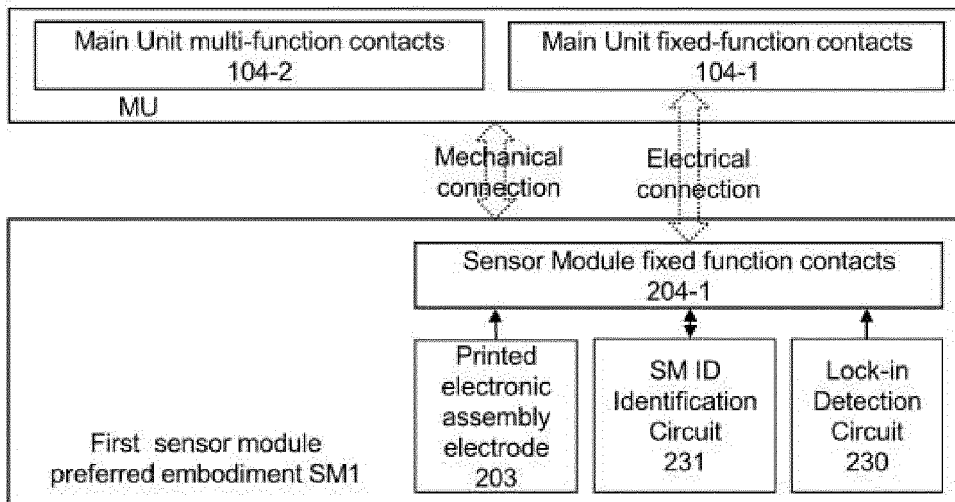 Main Unit multi-function contacts
104-2
Main Unit fixed-function contacts
104-1
MU
Mechanical
connection
Electrical
connection
Sensor Module fixed function contacts
204-1
Printed
electronic
assembly
electrode
203
SM ID
Identification
Circuit
231
Lock-in
Detection
Circuit
230
First sensor module
preferred embodiment SM1